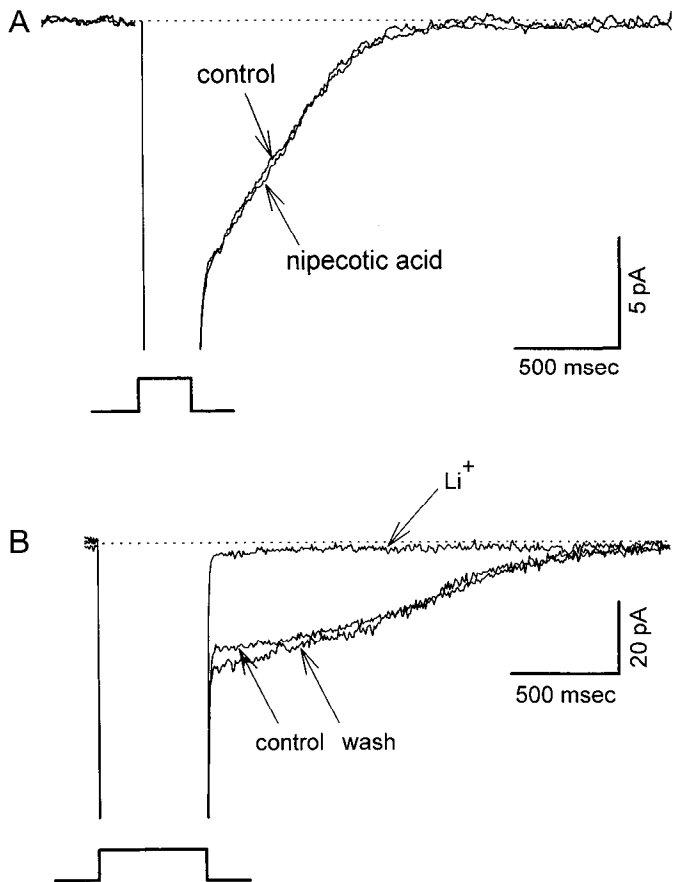 A
control
nipecotic acid
5 pA
500 msec
Li+
B
20 pA
500 msec
control wash